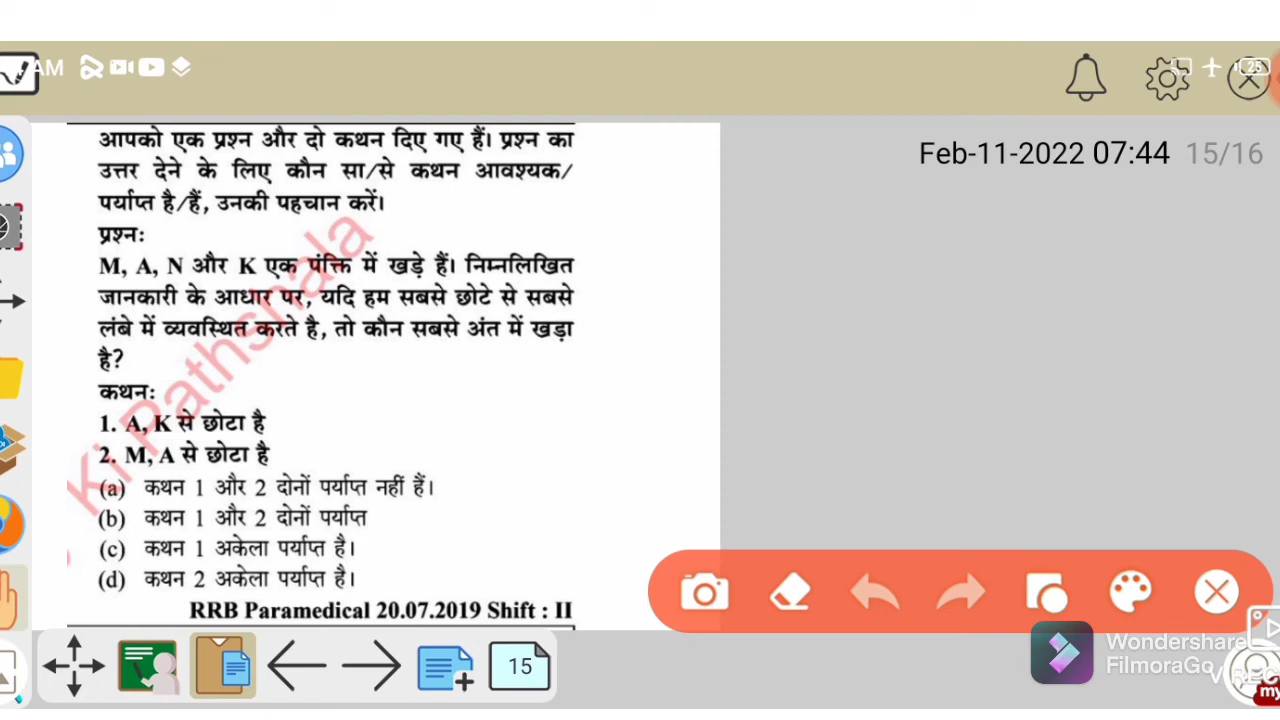 AM
25
Feb-11-2022 07:44 15/16
आपको एक प्रश्न और दो कथन दिए गए हैं। प्रश्न का
उत्तर देने के लिए कौन सा/से कथन आवश्यक/
पर्याप्त है/हैं, उनकी पहचान करें।
प्रश्नः
M, A, N और K एक पंक्ति में खड़े हैं। निम्नलिखित
जानकारी के आधार पर, यदि हम सबसे छोटे से सबसे
लंबे में व्यवस्थित करते है, तो कौन सबसे अंत में खड़ा
है?
कथनः
1. A, K से छोटा है
2. M, A से छोटा है
(a) कथन 1 और 2 दोनों पर्याप्त नहीं हैं।
(b) कथन 1 और 2 दोनों पर्याप्त
(c) कथन 1 अकेला पर्याप्त है।
(d) कथन 2 अकेला पर्याप्त है।
RRB Paramedical 20.07.2019 Shift : II
Ki Pathshala
15
Wondershare
FilmoraGo
my